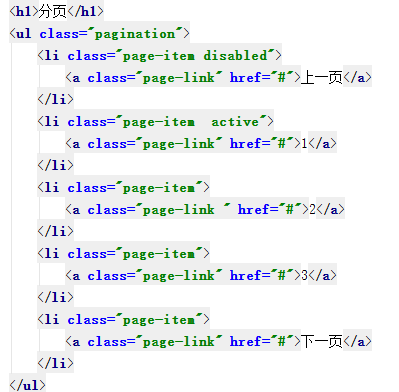 <h1>分页</h1>
<ul class="pagination">
<li class="page-item disabled">
<a class="page-link" href="#">上一页</a>
</li>
<li class="page-item  active">
<a class="page-link" href="#">1</a>
</li>
<li class="page-item">
<a class="page-link " href="#">2</a>
</li>
<li class="page-item">
<a class="page-link" href="#">3</a>
</li>
<li class="page-item">
<a class="page-link" href="#">下一页</a>
</li>
</ul>